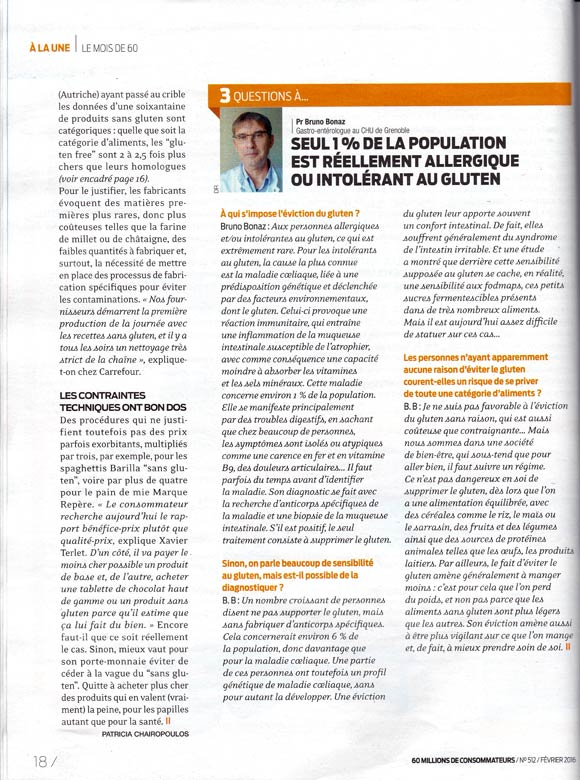 À LA UNE | LE MOIS DE 60
(Autriche) ayant passé au crible
les données d'une soixantaine
de produits sans gluten sont
catégoriques : quelle que soit la
catégorie d'aliments, les "glu-
ten free" sont 2 à 2,5 fois plus
chers que leurs homologues
(voir encadré page 16).
Pour le justifier, les fabricants
évoquent des matières pre-
mières plus rares, donc plus
coûteuses telles que la farine
de millet ou de châtaigne, des
faibles quantités à fabriquer et,
surtout, la nécessité de mettre
en place des processus de fabri-
cation spécifiques pour éviter
les contaminations. « Nos four-
nisseurs démarrent la première
production de la journée avec
les recettes sans gluten, et il y a
tous les soirs un nettoyage très
strict de la chaîne », explique-
t-on chez Carrefour.
LES CONTRAINTES
TECHNIQUES ONT BON DOS
Des procédures qui ne jus-
tifient toutefois pas des prix
parfois exorbitants, multipliés
par trois, par exemple, pour les
spaghettis Barilla "sans glu-
ten", voire par plus de quatre
pour le pain de mie Marque
Repère. « Le consommateur
recherche aujourd'hui le rap-
port bénéfice-prix plutôt que
qualité-prix, explique Xavier
Terlet. D'un côté, il va payer le
moins cher possible un produit
de base et, de l'autre, acheter
une tablette de chocolat haut
de gamme ou un produit sans
gluten parce qu'il estime que
ça lui fait du bien. » Encore
faut-il que ce soit réellement
le cas. Sinon, mieux vaut pour
son porte-monnaie éviter de
céder à la vague du "sans glu-
ten". Quitte à acheter plus cher
des produits qui en valent (vrai-
ment) la peine, pour les papilles
autant que pour la santé. II
PATRICIA CHAIROPOULOS
3 QUESTIONS À...
DR
Pr Bruno Bonaz
Gastro-entérologue au CHU de Grenoble
SEUL 1 % DE LA POPULATION
EST RÉELLEMENT ALLERGIQUE
OU INTOLÉRANT AU GLUTEN
À qui s'impose l'éviction du gluten ?
Bruno Bonaz : Aux personnes allergiques
et/ou intolérantes au gluten, ce qui est
extrêmement rare. Pour les intolérants
au gluten, la cause la plus connue
est la maladie cœliaque, liée à une
prédisposition génétique et déclenchée
par des facteurs environnementaux,
dont le gluten. Celui-ci provoque une
réaction immunitaire, qui entraîne
une inflammation de la muqueuse
intestinale susceptible de l'atrophier,
avec comme conséquence une capacité
moindre à absorber les vitamines
et les sels minéraux. Cette maladie
concerne environ 1 % de la population.
Elle se manifeste principalement
par des troubles digestifs, en sachant
que chez beaucoup de personnes,
les symptômes sont isolés ou atypiques
comme une carence en fer et en vitamine
B9, des douleurs articulaires... Il faut
parfois du temps avant d'identifier
la maladie. Son diagnostic se fait avec
la recherche d'anticorps spécifiques de
la maladie et une biopsie de la muqueuse
intestinale. S'il est positif, le seul
traitement consiste à supprimer le gluten.
Sinon, on parle beaucoup de sensibilité
au gluten, mais est-il possible de la
diagnostiquer ?
B. B : Un nombre croissant de personnes
disent ne pas supporter le gluten, mais
sans fabriquer d'anticorps spécifiques.
Cela concernerait environ 6 % de
la population, donc davantage que
pour la maladie cœliaque. Une partie
de ces personnes ont toutefois un profil
génétique de maladie cœliaque, sans
pour autant la développer. Une éviction
du gluten leur apporte souvent
un confort intestinal. De fait, elles
souffrent généralement du syndrome
de l'intestin irritable. Et une étude
a montré que derrière cette sensibilité
supposée au gluten se cache, en réalité,
une sensibilité aux fodmaps, ces petits
sucres fermentescibles présents
dans de très nombreux aliments.
Mais il est aujourd'hui assez difficile
de statuer sur ces cas...
Les personnes n'ayant apparemment
aucune raison d'éviter le gluten
courent-elles un risque de se priver
de toute une catégorie d'aliments ?
B. B : Je ne suis pas favorable à l'éviction
du gluten sans raison, qui est aussi
coûteuse que contraignante... Mais
nous sommes dans une société
de bien-être, qui sous-tend que pour
aller bien, il faut suivre un régime.
Ce n'est pas dangereux en soi de
supprimer le gluten, dès lors que l'on
a une alimentation équilibrée, avec
des céréales comme le riz, le maïs ou
le sarrasin, des fruits et des légumes
ainsi que des sources de protéines
animales telles que les œufs, les produits
laitiers. Par ailleurs, le fait d'éviter le
gluten amène généralement à manger
moins : c'est pour cela que l'on perd
du poids, et non pas parce que les
aliments sans gluten sont plus légers
que les autres. Son éviction amène aussi
à être plus vigilant sur ce que l'on mange
et, de fait, à mieux prendre soin de soi. II
18 /
60 MILLIONS DE CONSOMMATEURS / N° 512 / FÉVRIER 2016